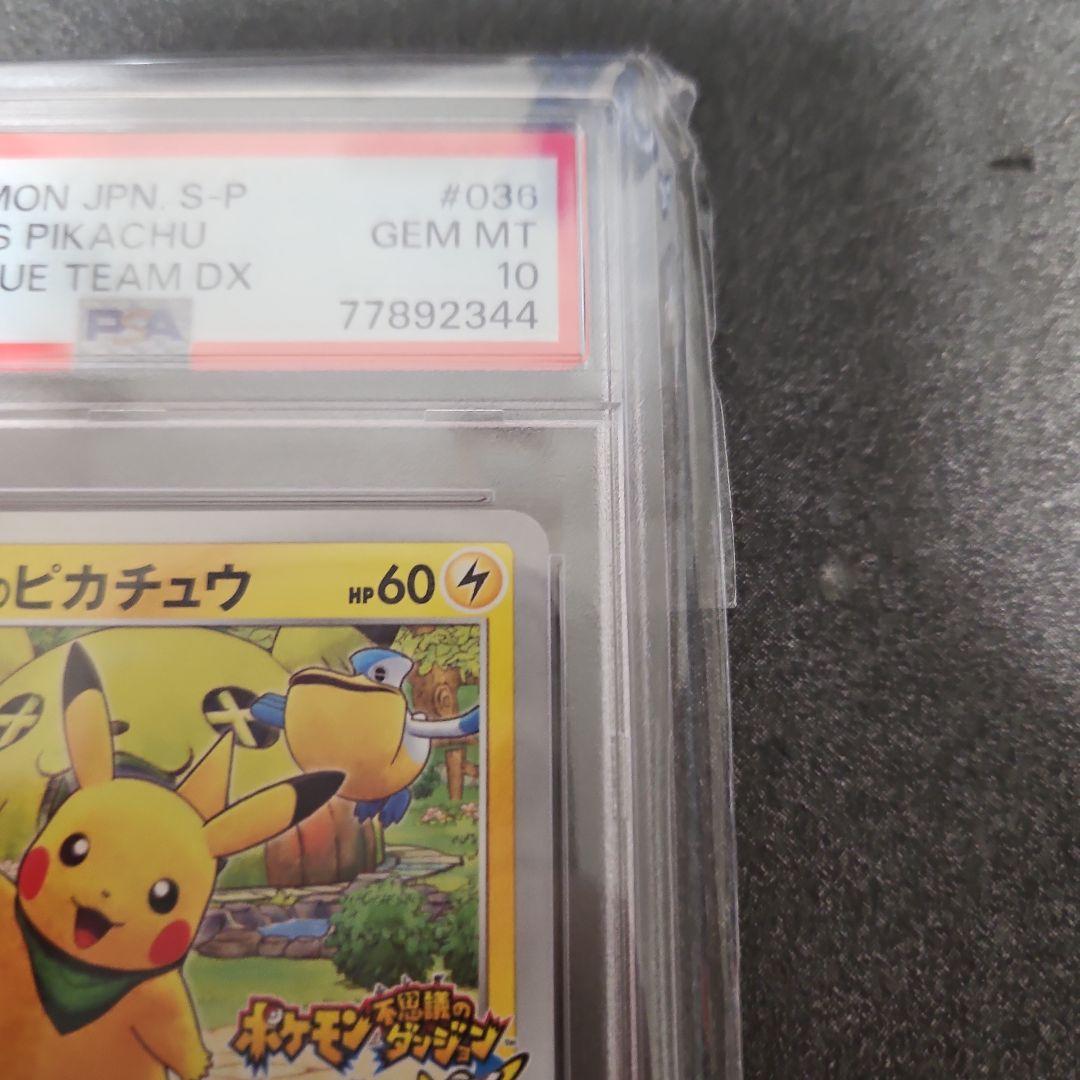 MON JPN. S-P #036
S PIKACHU GEM MT
UE TEAM DX 10
PSA 77892344
のピカチュウ HP60
ポケモン不思議のダンジョン